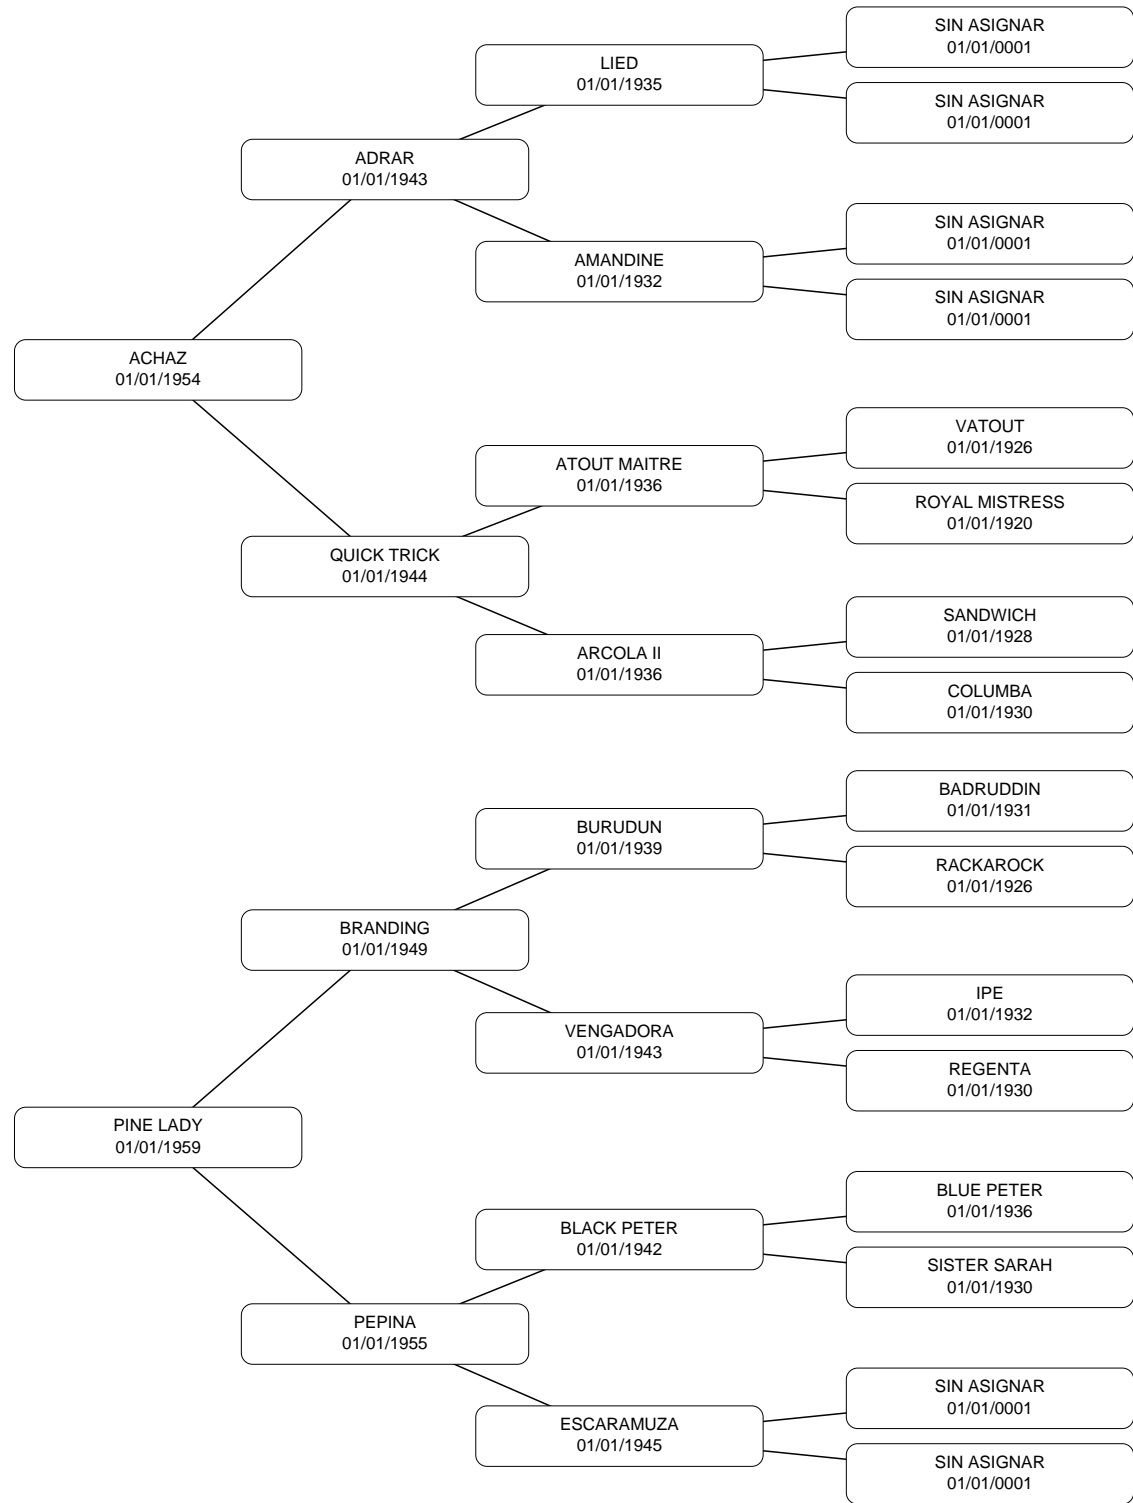 SIN ASIGNAR
01/01/0001
LIED
01/01/1935
SIN ASIGNAR
01/01/0001
ADRAR
01/01/1943
SIN ASIGNAR
01/01/0001
AMANDINE
01/01/1932
SIN ASIGNAR
01/01/0001
ACHAZ
01/01/1954
VATOUT
01/01/1926
ATOUT MAITRE
01/01/1936
ROYAL MISTRESS
01/01/1920
QUICK TRICK
01/01/1944
SANDWICH
01/01/1928
ARCOLA II
01/01/1936
COLUMBA
01/01/1930
BADRUDDIN
01/01/1931
BURUDUN
01/01/1939
RACKAROCK
01/01/1926
BRANDING
01/01/1949
IPE
01/01/1932
VENGADORA
01/01/1943
REGENTA
01/01/1930
PINE LADY
01/01/1959
BLUE PETER
01/01/1936
BLACK PETER
01/01/1942
SISTER SARAH
01/01/1930
PEPINA
01/01/1955
SIN ASIGNAR
01/01/0001
ESCARAMUZA
01/01/1945
SIN ASIGNAR
01/01/0001